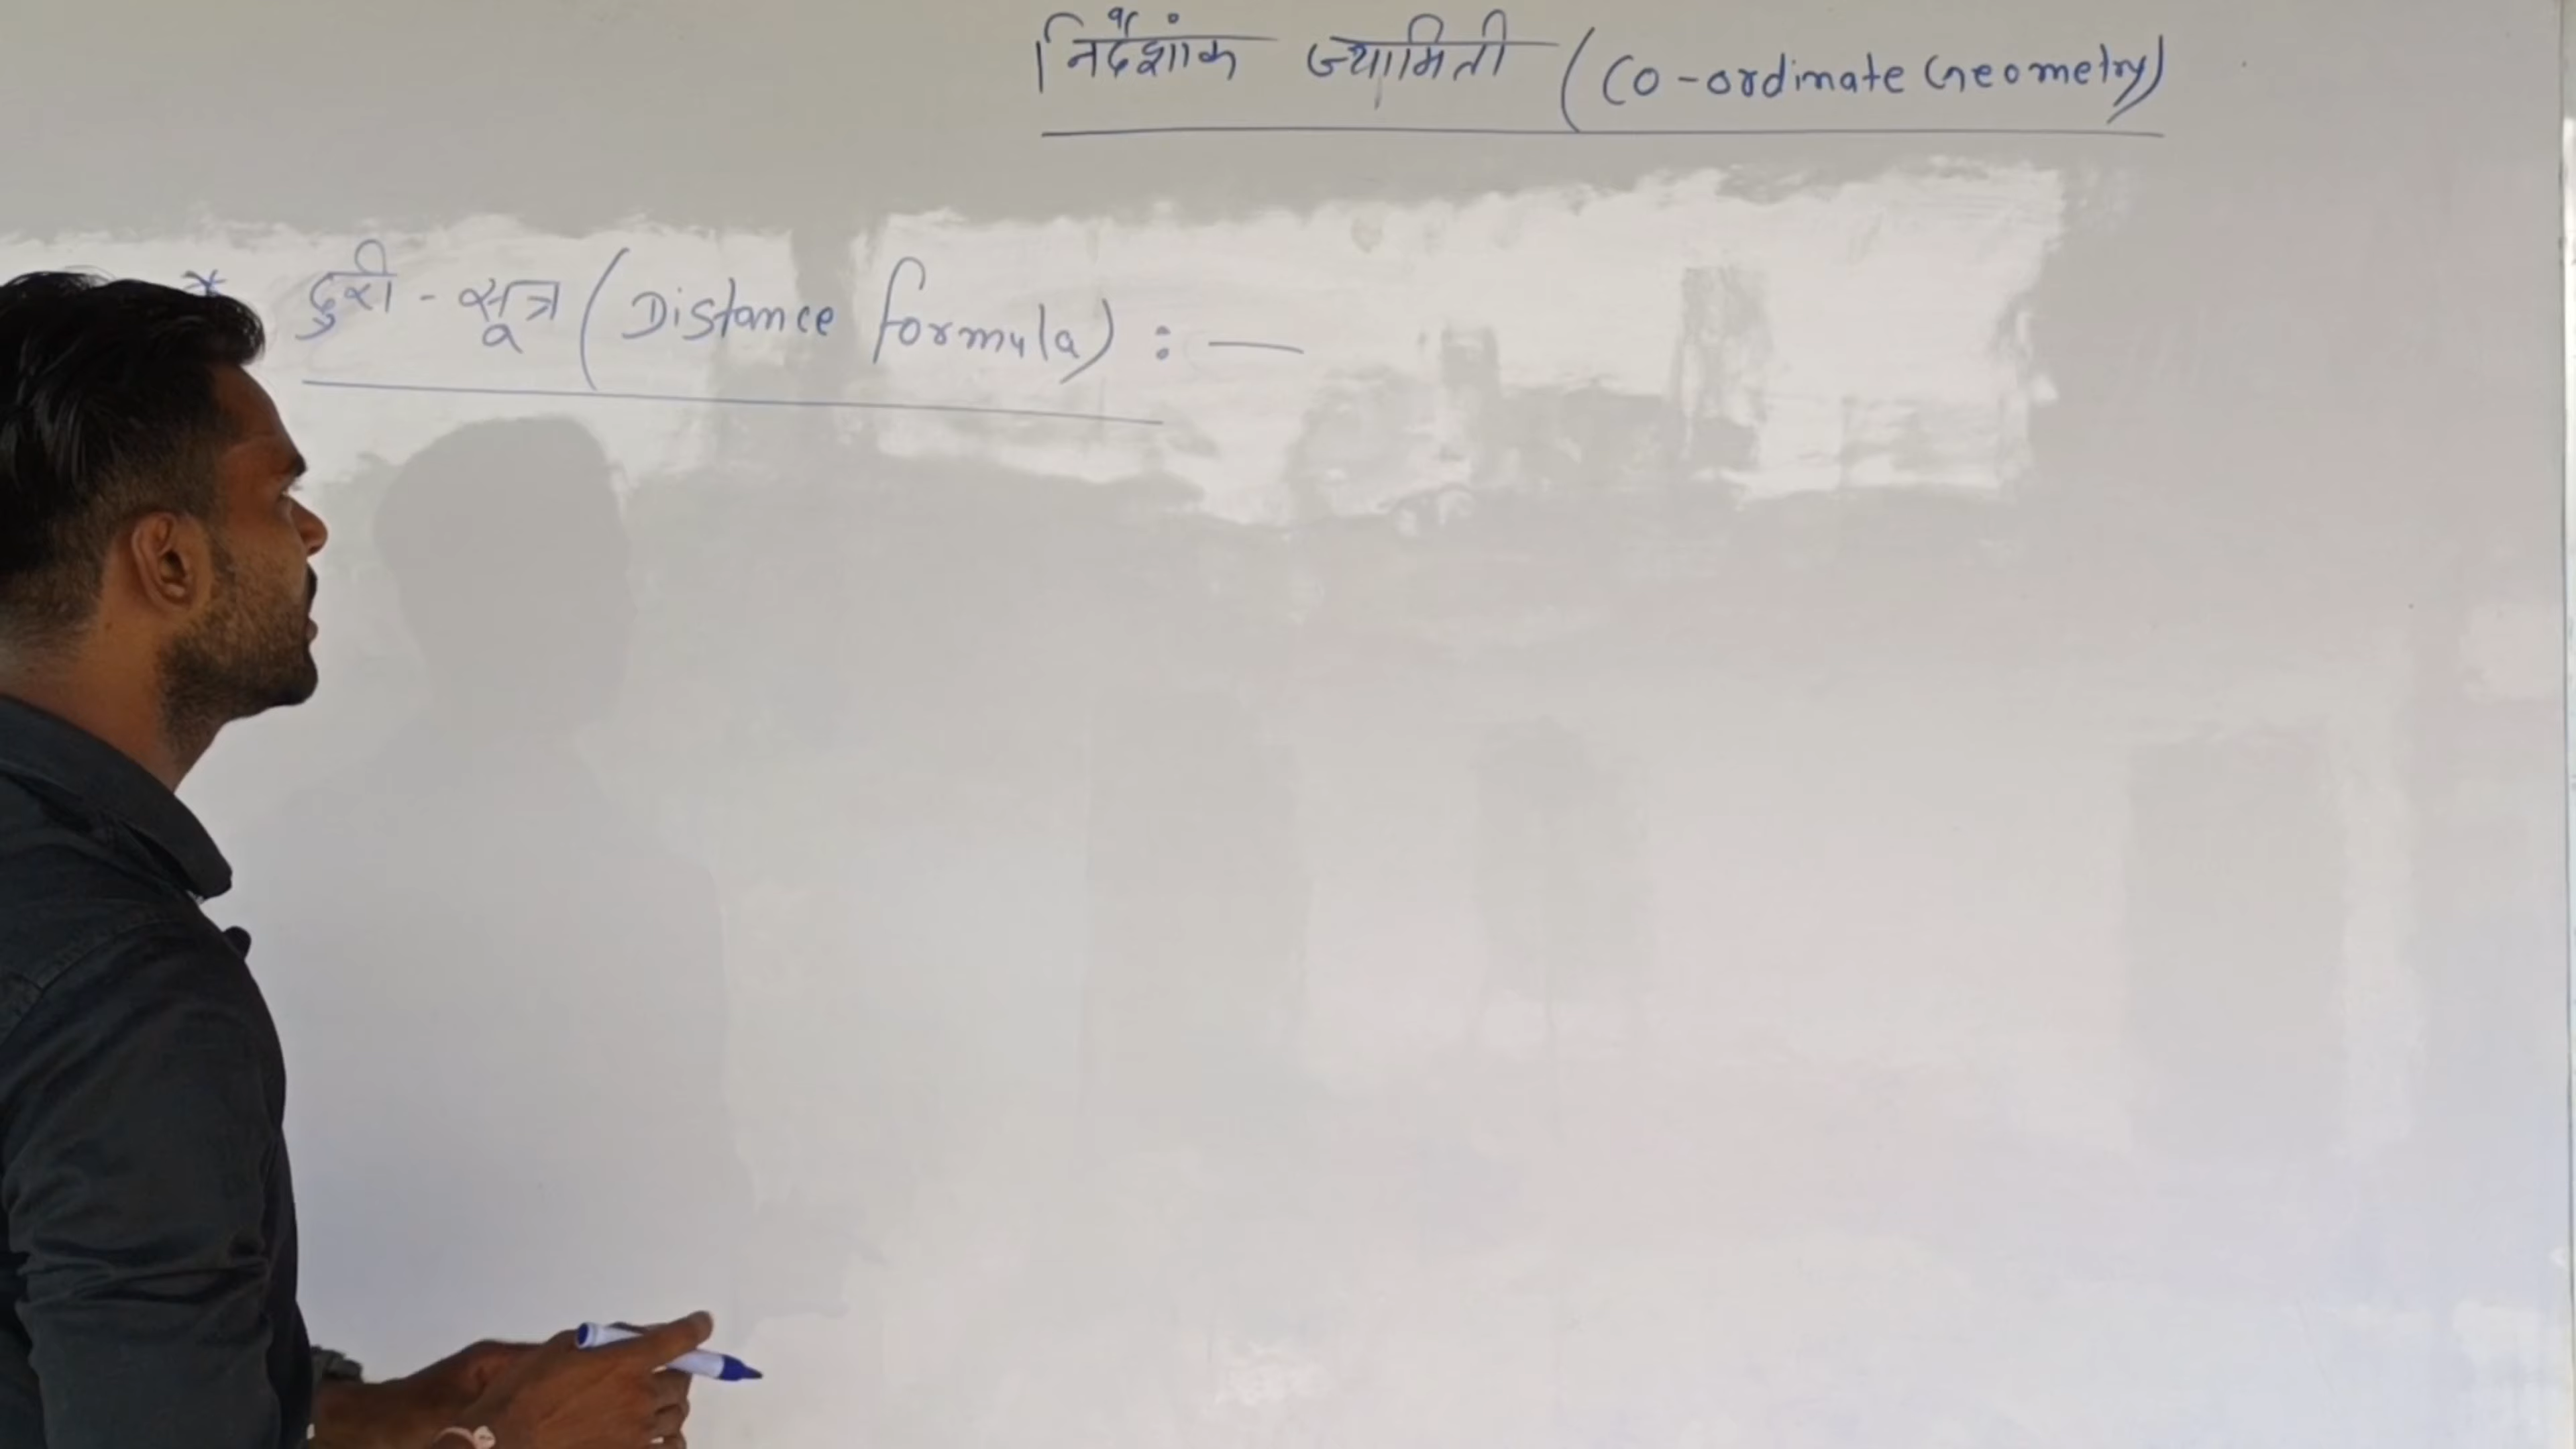 निर्देशांक ज्यामिती (Co-ordinate Geometry)
* दुरी - सूत्र (Distance formula) : —